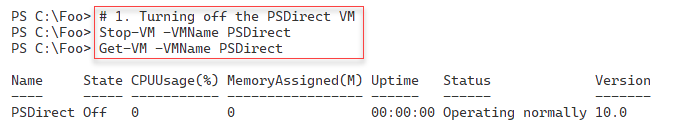 PS C:\Foo> # 1. Turning off the PSDirect VM
PS C:\Foo> Stop-VM -VMName PSDirect
PS C:\Foo> Get-VM -VMName PSDirect
Name     State CPUUsage(%) MemoryAssigned(M) Uptime   Status             Version
----     ----- ----------- ----------------- ------   ------             -------
PSDirect Off   0           0                 00:00:00 Operating normally 10.0